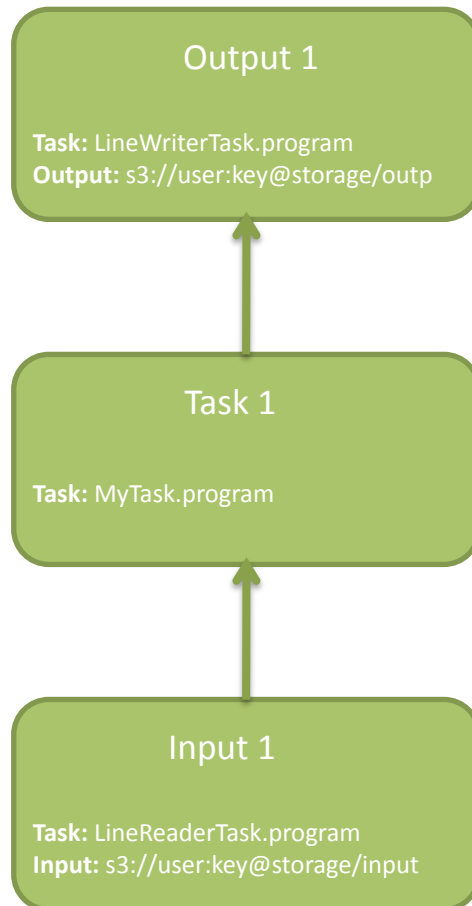 Output 1
Task: LineWriterTask.program
Output: s3://user:key@storage/outp
Task 1
Task: MyTask.program
Input 1
Task: LineReaderTask.program
Input: s3://user:key@storage/input